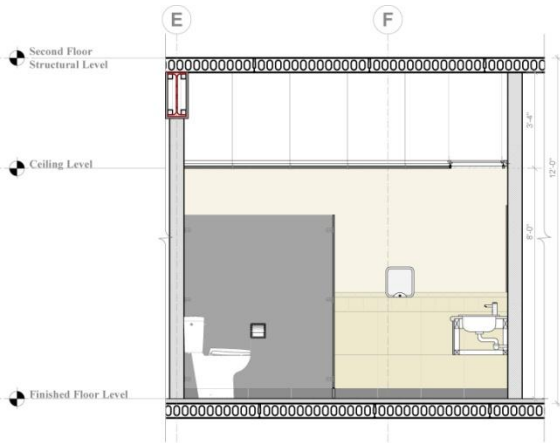 E
F
Second Floor
Structural Level
3'-4"
Ceiling Level
12'-0"
8'-0"
Finished Floor Level